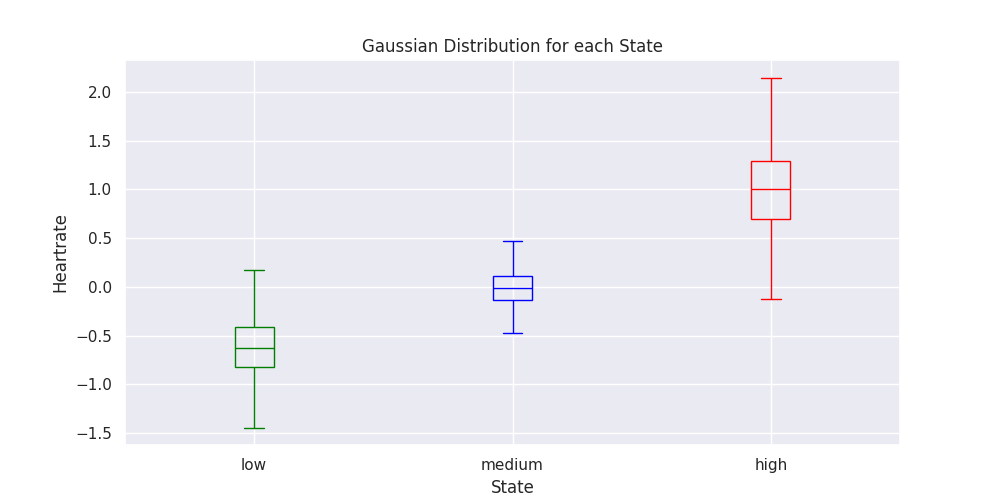 Gaussian Distribution for each State
Heartrate
2.0
1.5
1.0
0.5
0.0
−0.5
−1.0
−1.5
low medium high
State